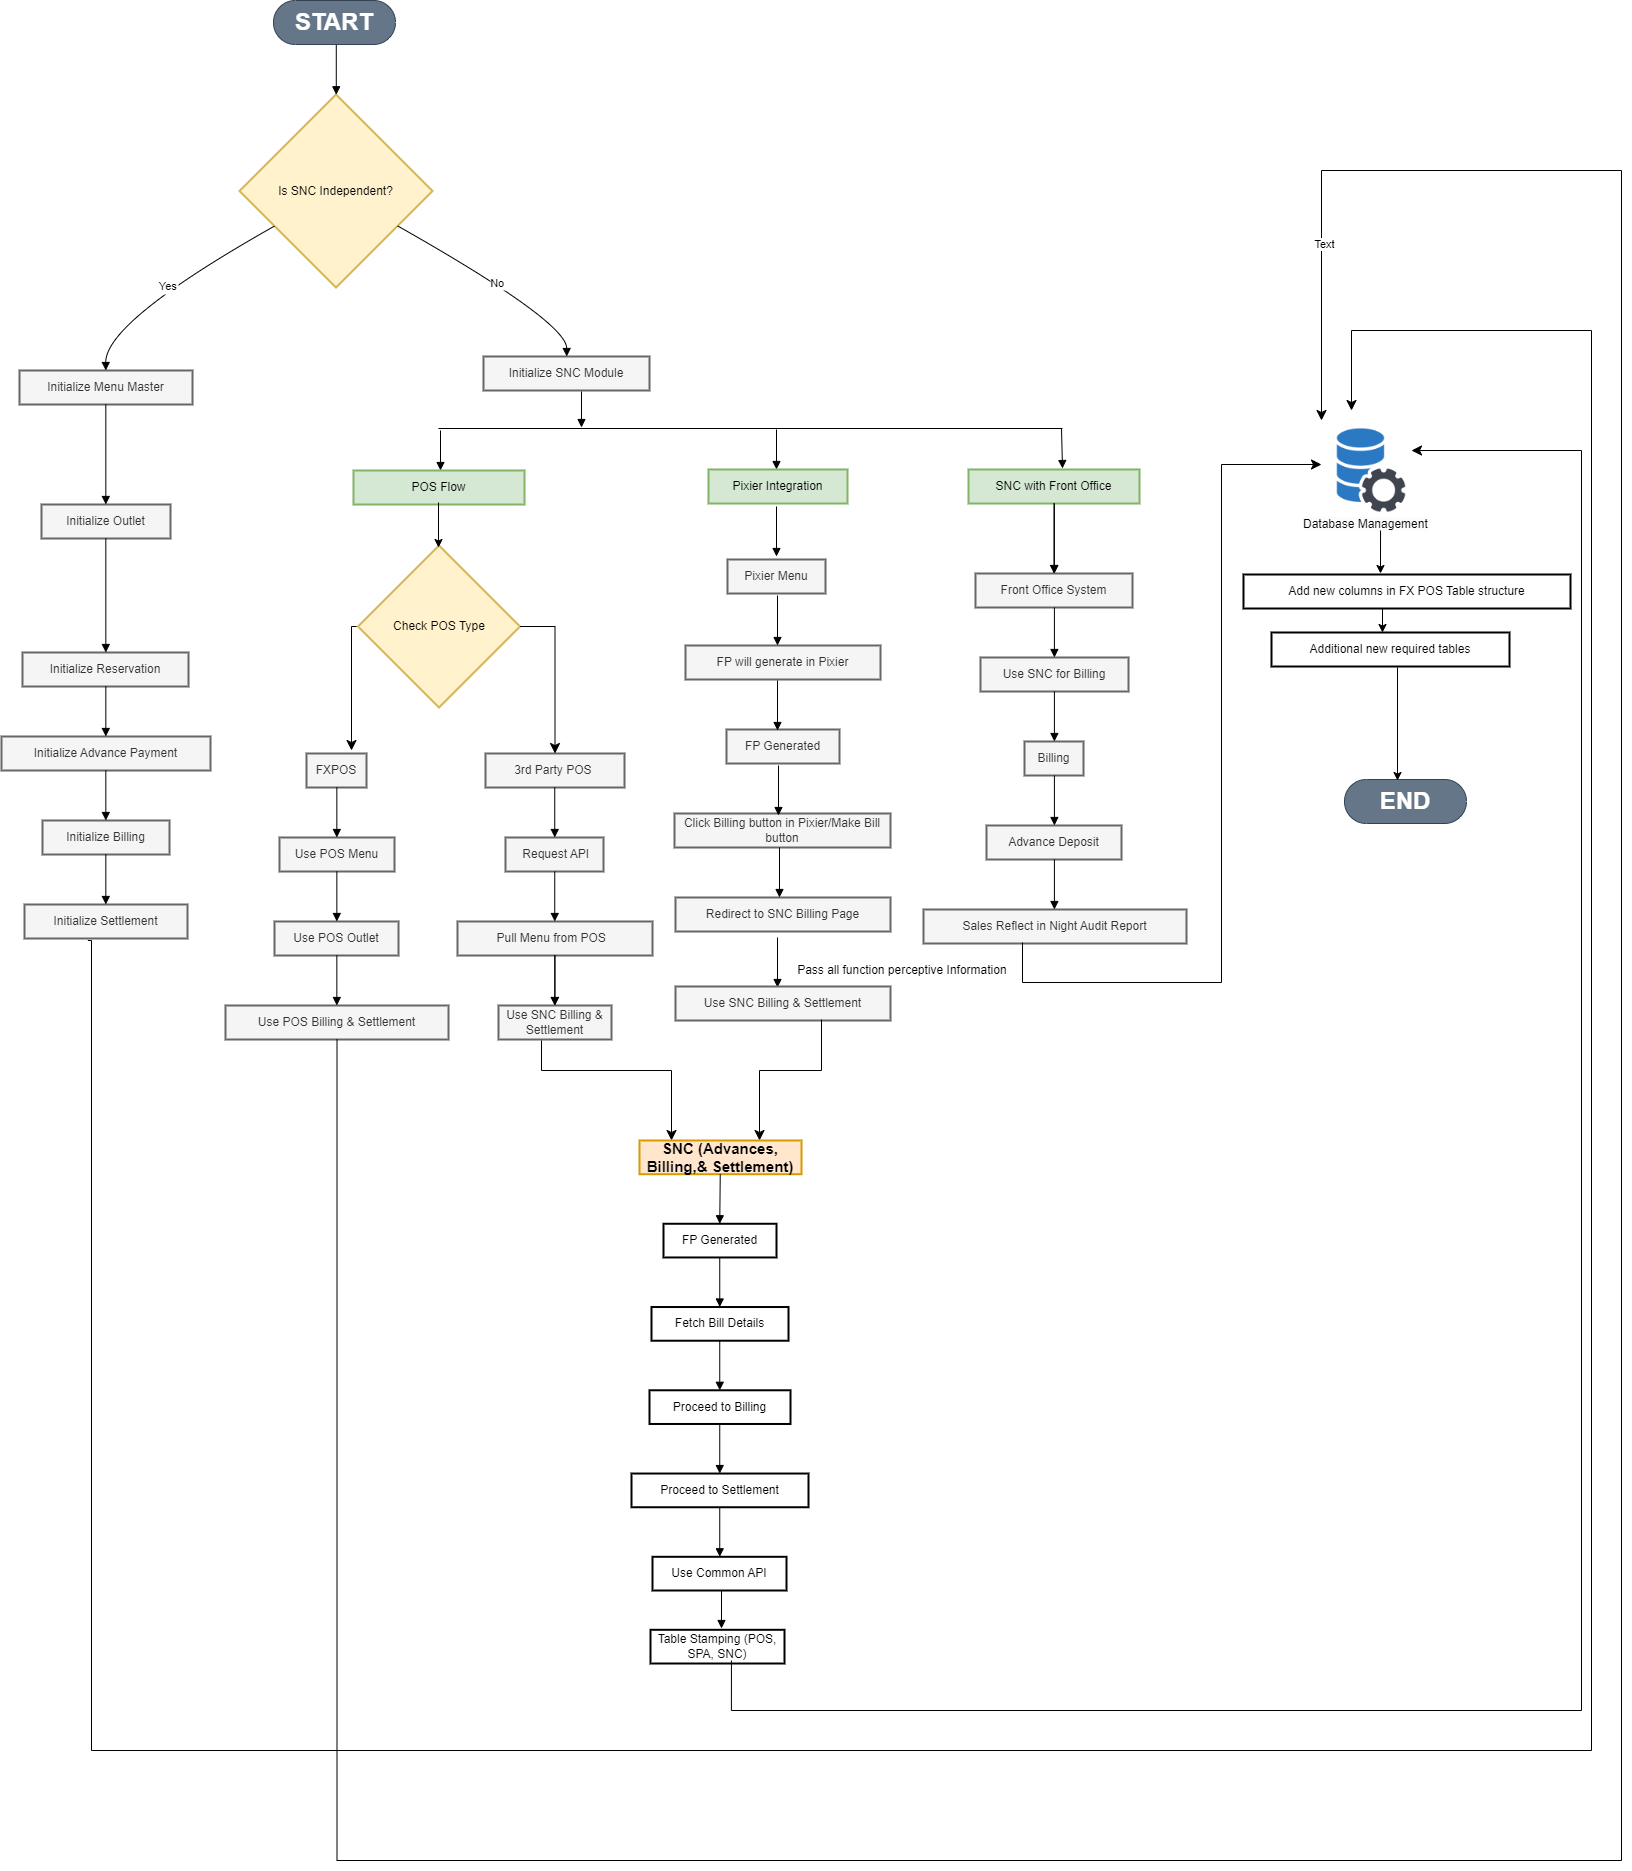 START
Is SNC Independent?
Yes
No
Text
Initialize Menu Master
Initialize SNC Module
Initialize Outlet
Initialize Reservation
Initialize Advance Payment
Initialize Billing
Initialize Settlement
POS Flow
Check POS Type
FXPOS
Use POS Menu
Use POS Outlet
Use POS Billing & Settlement
3rd Party POS
Request API
Pull Menu from POS
Use SNC Billing &
Settlement
Pixier Integration
Pixier Menu
FP will generate in Pixier
FP Generated
Click Billing button in Pixier/Make Bill
button
Redirect to SNC Billing Page
Pass all function perceptive Information
Use SNC Billing & Settlement
SNC with Front Office
Front Office System
Use SNC for Billing
Billing
Advance Deposit
Sales Reflect in Night Audit Report
SNC (Advances,
Billing,& Settlement)
FP Generated
Fetch Bill Details
Proceed to Billing
Proceed to Settlement
Use Common API
Table Stamping (POS,
SPA, SNC)
Database Management
Add new columns in FX POS Table structure
Additional new required tables
END